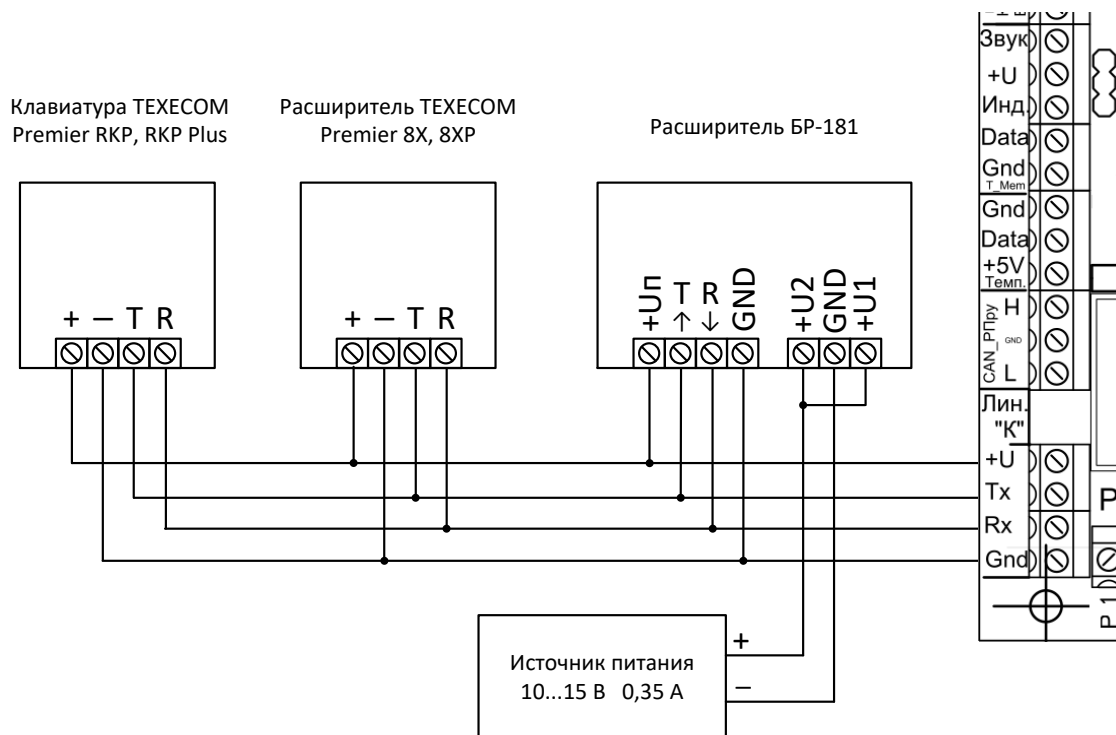 Клавиатура TEXECOM
Premier RKP, RKP Plus
Расширитель TEXECOM
Premier 8X, 8XP
Расширитель БР-181
+ – T R
+ – T R
+Uп T R GND +U2 GND +U1
↑ ↓
Источник питания
10...15 В 0,35 А
+
–
Звук
+U
Инд.
Data
Gnd
T_Mem
Gnd
Data
+5V
Темп.
CAN_РПру
H
GND
L
Лин.
"К"
+U
Tx
Rx
Gnd
P
P 1